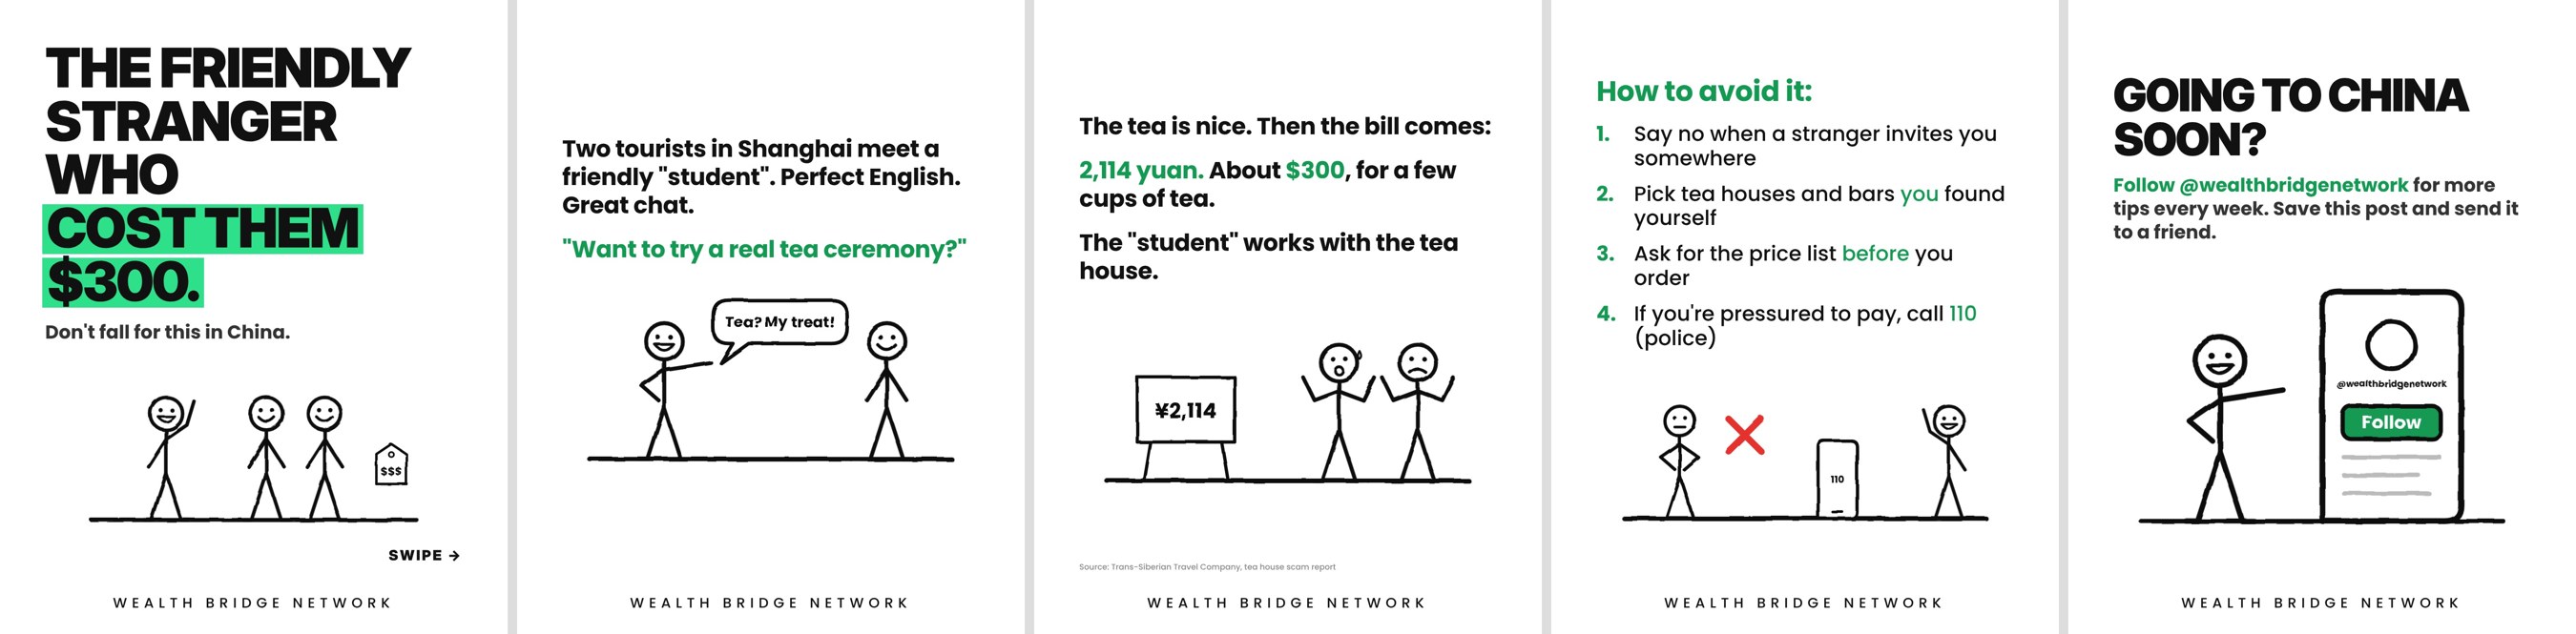 THE FRIENDLY
STRANGER
WHO
COST THEM
$300.
Don't fall for this in China.
$$$
SWIPE →
WEALTH BRIDGE NETWORK
Two tourists in Shanghai meet a
friendly "student". Perfect English.
Great chat.
"Want to try a real tea ceremony?"
Tea? My treat!
WEALTH BRIDGE NETWORK
The tea is nice. Then the bill comes:
2,114 yuan. About $300, for a few
cups of tea.
The "student" works with the tea
house.
¥2,114
Source: Trans-Siberian Travel Company, tea house scam report
WEALTH BRIDGE NETWORK
How to avoid it:
1. Say no when a stranger invites you
somewhere
2. Pick tea houses and bars you found
yourself
3. Ask for the price list before you
order
4. If you're pressured to pay, call 110
(police)
110
WEALTH BRIDGE NETWORK
GOING TO CHINA
SOON?
Follow @wealthbridgenetwork for more
tips every week. Save this post and send it
to a friend.
@wealthbridgenetwork
Follow
WEALTH BRIDGE NETWORK